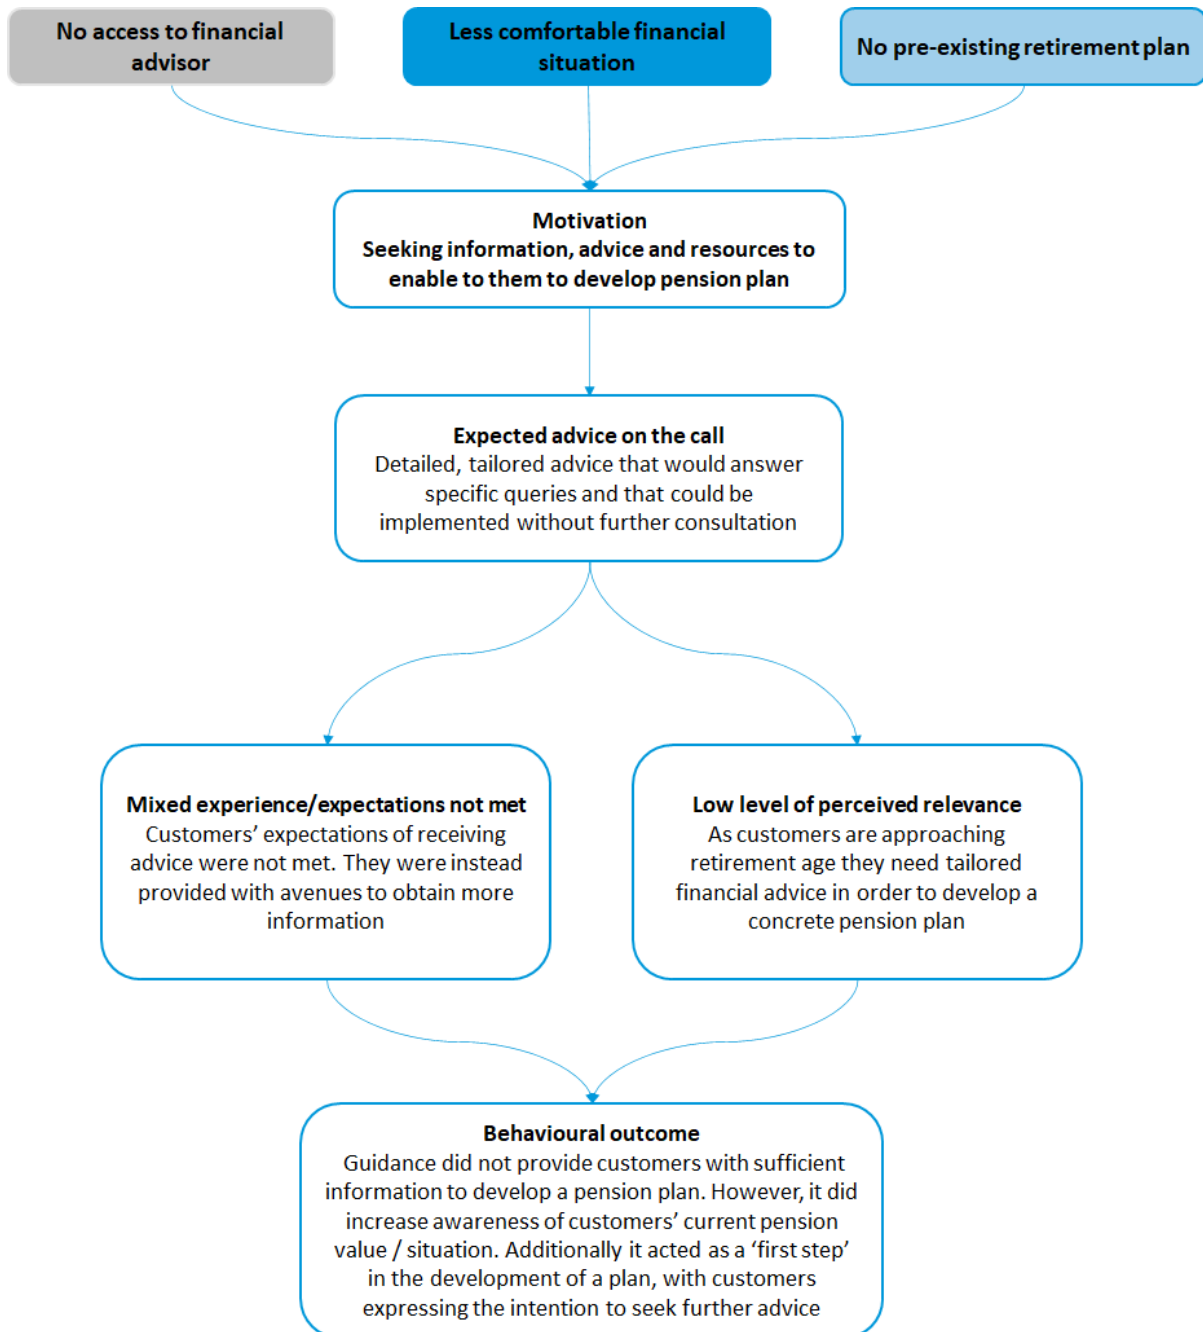 No access to financial
advisor
Less comfortable financial
situation
No pre-existing retirement plan
Motivation
Seeking information, advice and resources to
enable to them to develop pension plan
Expected advice on the call
Detailed, tailored advice that would answer
specific queries and that could be
implemented without further consultation
Mixed experience/expectations not met
Customers’ expectations of receiving
advice were not met. They were instead
provided with avenues to obtain more
information
Low level of perceived relevance
As customers are approaching
retirement age they need tailored
financial advice in order to develop a
concrete pension plan
Behavioural outcome
Guidance did not provide customers with sufficient
information to develop a pension plan. However, it did
increase awareness of customers’ current pension
value / situation. Additionally it acted as a ‘first step’
in the development of a plan, with customers
expressing the intention to seek further advice